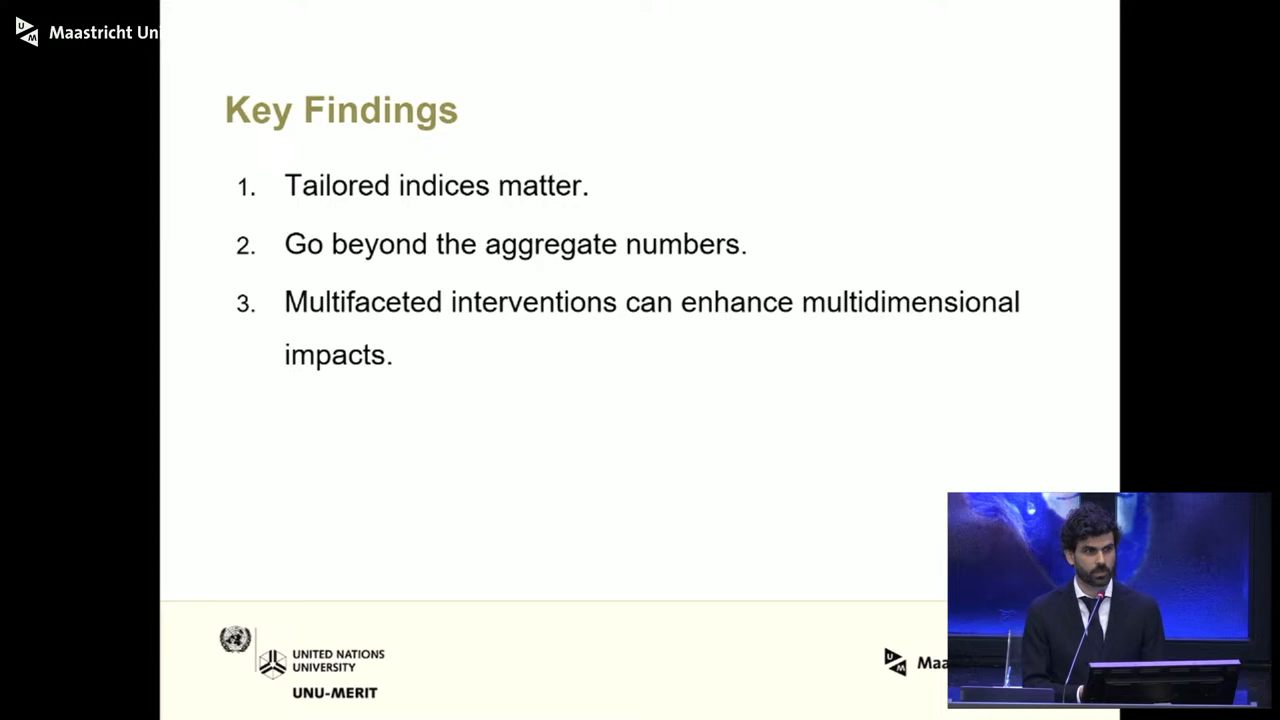 Maastricht Uni
Key Findings
1. Tailored indices matter.
2. Go beyond the aggregate numbers.
3. Multifaceted interventions can enhance multidimensional
impacts.
UNITED NATIONS
UNIVERSITY
UNU-MERIT
Maa